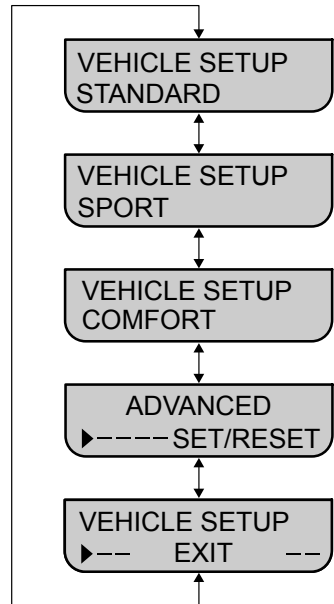 VEHICLE SETUP
STANDARD
VEHICLE SETUP
SPORT
VEHICLE SETUP
COMFORT
ADVANCED
▶---- SET/RESET
VEHICLE SETUP
▶-- EXIT --